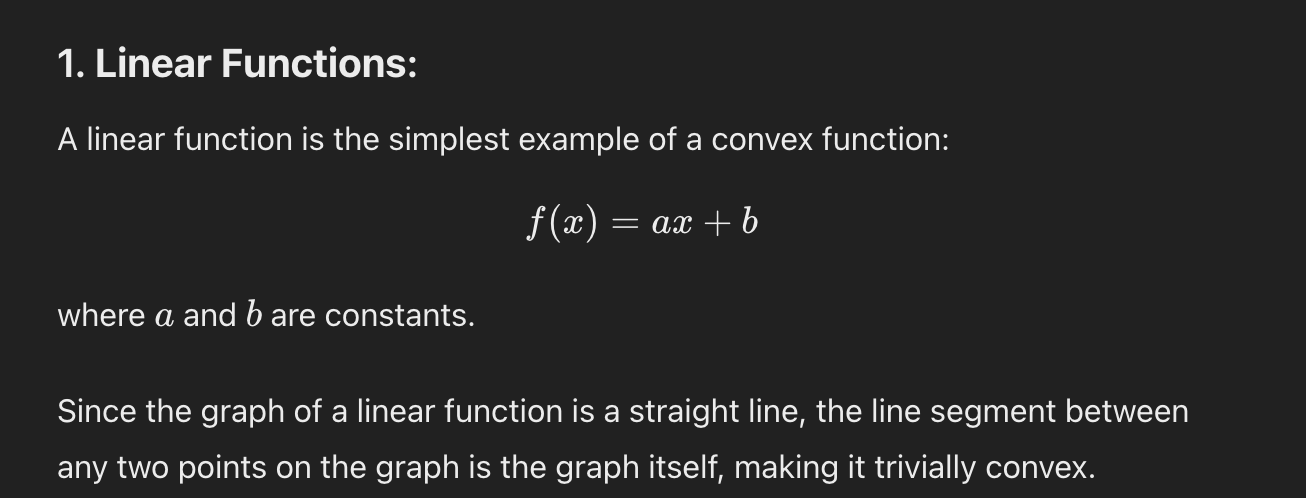 1. Linear Functions:
A linear function is the simplest example of a convex function:
f(x) = ax + b
where a and b are constants.
Since the graph of a linear function is a straight line, the line segment between
any two points on the graph is the graph itself, making it trivially convex.